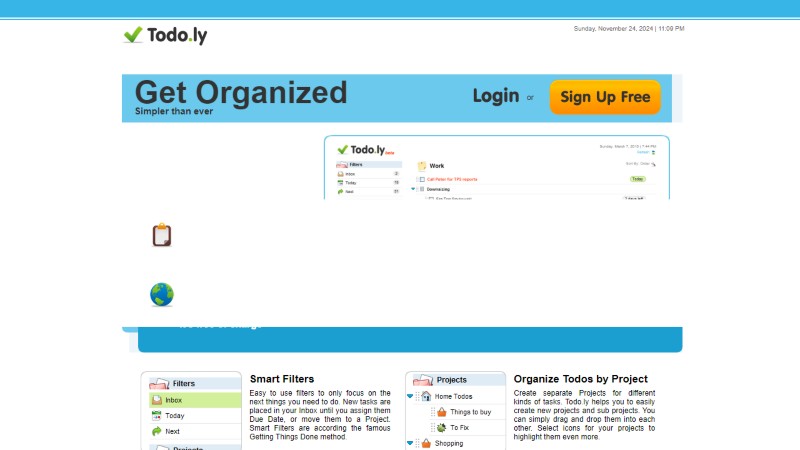 Todo.ly
Sunday, November 24, 2024 | 11:09 PM
Get Organized
Simpler than ever
Login or Sign Up Free
Todo.ly
Filters
Work
Inbox
Call Peter for TPS reports
Today
Today
Downsizing
Next
Filters
Inbox
Today
Next
Projects
Smart Filters
Easy to use filters to only focus on the
next things you need to do. New tasks are
placed in your Inbox until you assign them
Due Date, or move them to a Project.
Smart Filters are according the famous
Getting Things Done method.
Projects
Home Todos
Things to buy
To Fix
Shopping
Organize Todos by Project
Create separate Projects for different
kinds of tasks. Todo.ly helps you to easily
create new projects and sub projects. You
can simply drag and drop them into each
other. Select icons for your projects to
highlight them even more.